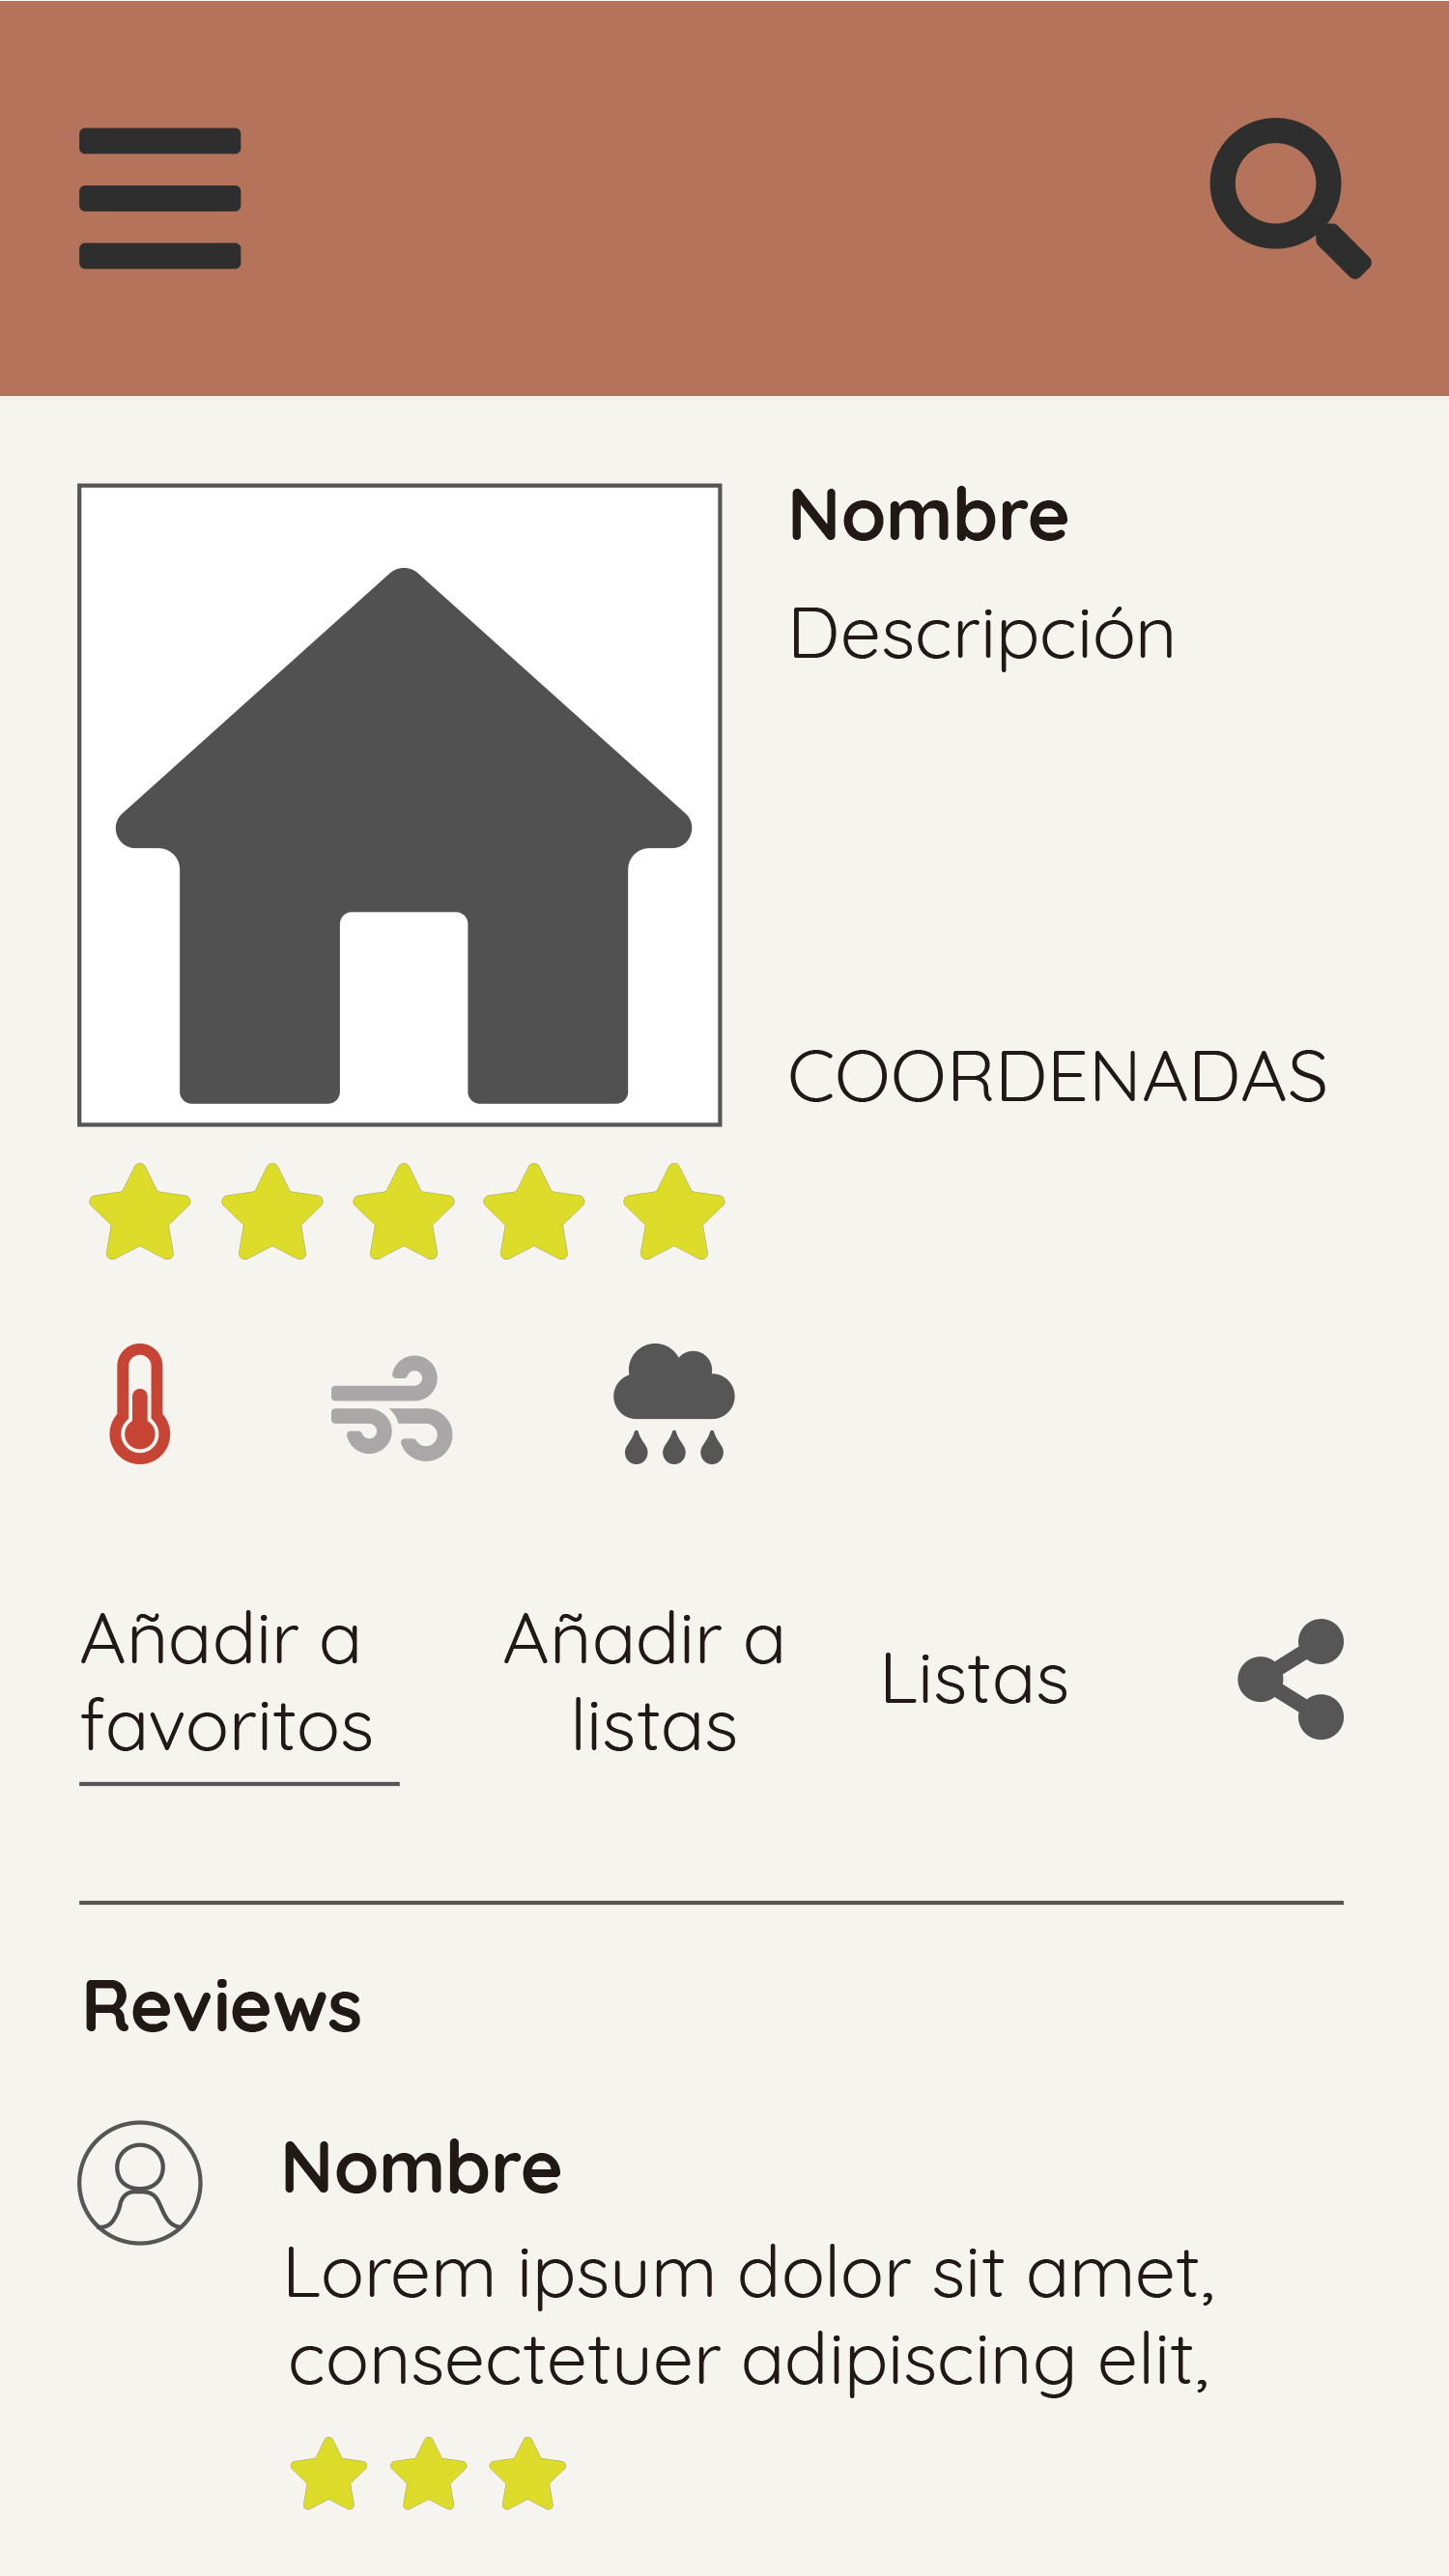 Nombre
Descripción
COORDENADAS
Añadir a
favoritos
Añadir a
listas
Listas
Reviews
Nombre
Lorem ipsum dolor sit amet,
consectetuer adipiscing elit,